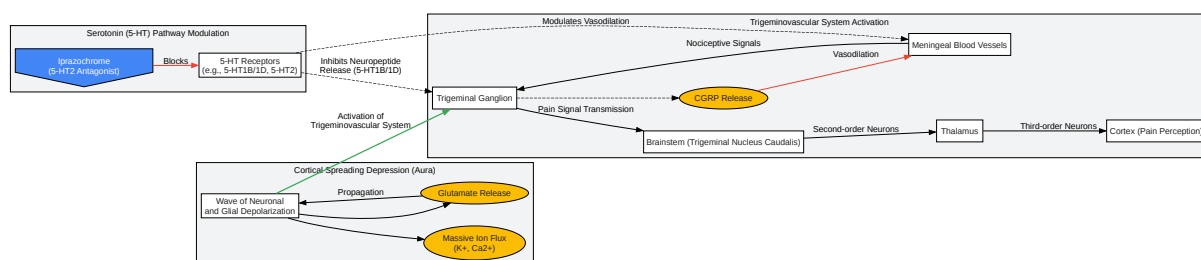 Serotonin (5-HT) Pathway Modulation
Iprazochrome
(5-HT2 Antagonist)
Blocks
5-HT Receptors
(e.g., 5-HT1B/1D, 5-HT2)
Modulates Vasodilation
Inhibits Neuropeptide
Release (5-HT1B/1D)
Trigeminovascular System Activation
Nociceptive Signals
Meningeal Blood Vessels
Vasodilation
Trigeminal Ganglion
CGRP Release
Pain Signal Transmission
Brainstem (Trigeminal Nucleus Caudalis)
Second-order Neurons
Thalamus
Third-order Neurons
Cortex (Pain Perception)
Activation of
Trigeminovascular System
Cortical Spreading Depression (Aura)
Wave of Neuronal
and Glial Depolarization
Propagation
Glutamate Release
Massive Ion Flux
(K+, Ca2+)